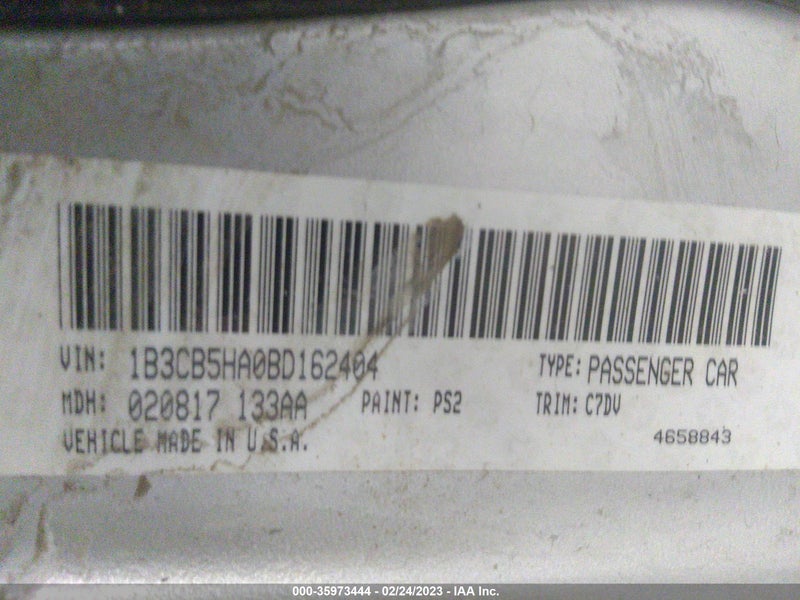 VIN: 1B3CB5HA0BD162404 TYPE: PASSENGER CAR
MDH: 020817 133AA PAINT: PS2 TRIM: C7DV
VEHICLE MADE IN U.S.A. 4658843
000-35973444 - 02/24/2023 - IAA Inc.